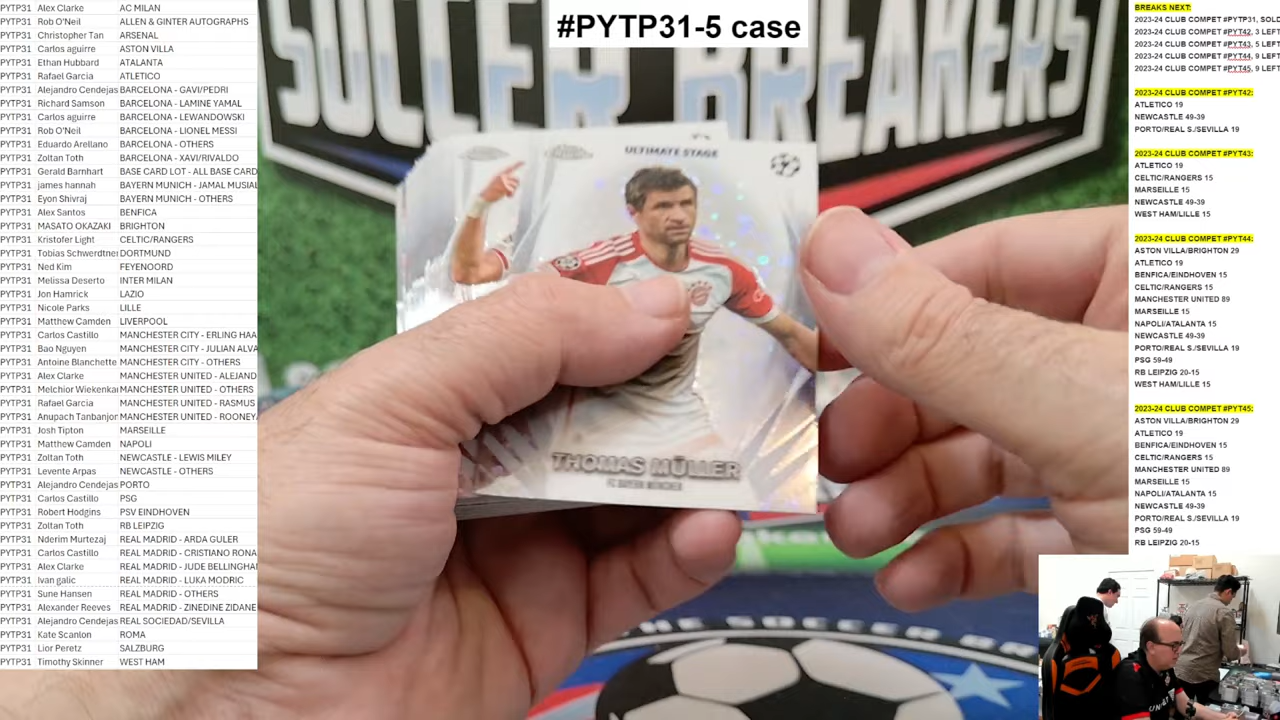 #PYTP31-5 case
SOCCER BREAKERS
PYTP31 Alex Clarke AC MILAN
PYTP31 Rob O'Neil ALLEN & GINTER AUTOGRAPHS
PYTP31 Christopher Tan ARSENAL
PYTP31 Carlos aguirre ASTON VILLA
PYTP31 Ethan Hubbard ATALANTA
PYTP31 Rafael Garcia ATLETICO
PYTP31 Alejandro Cendejas BARCELONA - GAVI/PEDRI
PYTP31 Richard Samson BARCELONA - LAMINE YAMAL
PYTP31 Carlos aguirre BARCELONA - LEWANDOWSKI
PYTP31 Rob O'Neil BARCELONA - LIONEL MESSI
PYTP31 Eduardo Arellano BARCELONA - OTHERS
PYTP31 Zoltan Toth BARCELONA - XAVI/RIVALDO
PYTP31 Gerald Barnhart BASE CARD LOT - ALL BASE CARD
PYTP31 james hannah BAYERN MUNICH - JAMAL MUSIAL
PYTP31 Eyon Shivraj BAYERN MUNICH - OTHERS
PYTP31 Alex Santos BENFICA
PYTP31 MASATO OKAZAKI BRIGHTON
PYTP31 Kristofer Light CELTIC/RANGERS
PYTP31 Tobias Schwerdtner DORTMUND
PYTP31 Ned Kim FEYENOORD
PYTP31 Melissa Deserto INTER MILAN
PYTP31 Jon Hamrick LAZIO
PYTP31 Nicole Parks LILLE
PYTP31 Matthew Camden LIVERPOOL
PYTP31 Carlos Castillo MANCHESTER CITY - ERLING HAA
PYTP31 Bao Nguyen MANCHESTER CITY - JULIAN ALVA
PYTP31 Antoine Blanchette MANCHESTER CITY - OTHERS
PYTP31 Alex Clarke MANCHESTER UNITED - ALEJAND
PYTP31 Melchior Wiekenkar MANCHESTER UNITED - OTHERS
PYTP31 Rafael Garcia MANCHESTER UNITED - RASMUS
PYTP31 Anupach Tanbanjor MANCHESTER UNITED - ROONEY
PYTP31 Josh Tipton MARSEILLE
PYTP31 Matthew Camden NAPOLI
PYTP31 Zoltan Toth NEWCASTLE - LEWIS MILEY
PYTP31 Levente Arpas NEWCASTLE - OTHERS
PYTP31 Alejandro Cendejas PORTO
PYTP31 Carlos Castillo PSG
PYTP31 Robert Hodgins PSV EINDHOVEN
PYTP31 Zoltan Toth RB LEIPZIG
PYTP31 Nderim Murtezaj REAL MADRID - ARDA GULER
PYTP31 Carlos Castillo REAL MADRID - CRISTIANO RONA
PYTP31 Alex Clarke REAL MADRID - JUDE BELLINGHA
PYTP31 Ivan galic REAL MADRID - LUKA MODRIC
PYTP31 Sune Hansen REAL MADRID - OTHERS
PYTP31 Alexander Reeves REAL MADRID - ZINEDINE ZIDANE
PYTP31 Alejandro Cendejas REAL SOCIEDAD/SEVILLA
PYTP31 Kate Scanlon ROMA
PYTP31 Lior Peretz SALZBURG
PYTP31 Timothy Skinner WEST HAM
ULTIMATE STAGE
THOMAS MÜLLER
FC BAYERN MÜNCHEN
BREAKS NEXT:
2023-24 CLUB COMPET #PYTP31, SOLD
2023-24 CLUB COMPET #PYT42, 3 LEFT
2023-24 CLUB COMPET #PYT43, 5 LEFT
2023-24 CLUB COMPET #PYT44, 9 LEFT
2023-24 CLUB COMPET #PYT45, 9 LEFT
2023-24 CLUB COMPET #PYT42:
ATLETICO 19
NEWCASTLE 49-39
PORTO/REAL S./SEVILLA 19
2023-24 CLUB COMPET #PYT43:
ATLETICO 19
CELTIC/RANGERS 15
MARSEILLE 15
NEWCASTLE 49-39
WEST HAM/LILLE 15
2023-24 CLUB COMPET #PYT44:
ASTON VILLA/BRIGHTON 29
ATLETICO 19
BENFICA/EINDHOVEN 15
CELTIC/RANGERS 15
MANCHESTER UNITED 89
MARSEILLE 15
NAPOLI/ATALANTA 15
NEWCASTLE 49-39
PORTO/REAL S./SEVILLA 19
PSG 59-49
RB LEIPZIG 20-15
WEST HAM/LILLE 15
2023-24 CLUB COMPET #PYT45:
ASTON VILLA/BRIGHTON 29
ATLETICO 19
BENFICA/EINDHOVEN 15
CELTIC/RANGERS 15
MANCHESTER UNITED 89
MARSEILLE 15
NAPOLI/ATALANTA 15
NEWCASTLE 49-39
PORTO/REAL S./SEVILLA 19
PSG 59-49
RB LEIPZIG 20-15
THE SOCCER BR